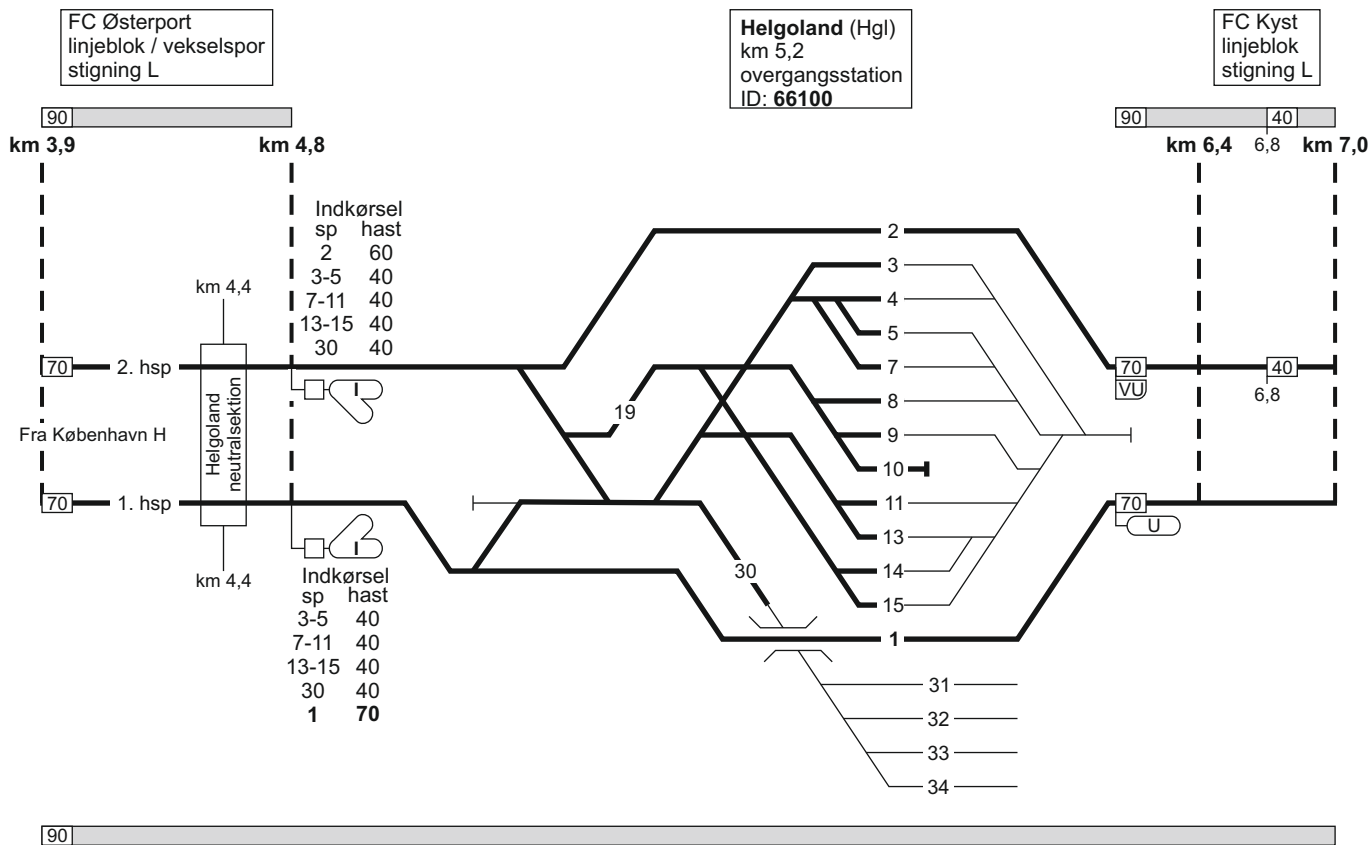 FC Østerport
linjeblok / vekselspor
stigning L
Helgoland (Hgl)
km 5,2
overgangsstation
ID: 66100
FC Kyst
linjeblok
stigning L
90
90
40
km 3,9
km 4,8
km 6,4
6,8
km 7,0
Indkørsel
sp hast
2 60
3-5 40
7-11 40
13-15 40
30 40
km 4,4
2
3
4
5
7
8
9
10
11
13
14
15
1
19
30
70
2. hsp
I
70
VU
40
6,8
Fra København H
Helgoland
neutralsektion
70
1. hsp
I
70
U
km 4,4
Indkørsel
sp hast
3-5 40
7-11 40
13-15 40
30 40
1 70
31
32
33
34
90